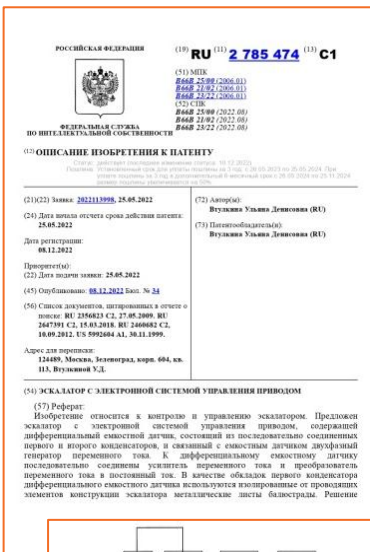 РОССИЙСКАЯ ФЕДЕРАЦИЯ
(19) RU (11) 2 785 474 (13) C1
(51) МПК
B66B 25/00 (2006.01)
B66B 21/02 (2006.01)
B66B 23/22 (2006.01)
(52) СПК
B66B 25/00 (2022.08)
B66B 21/02 (2022.08)
B66B 23/22 (2022.08)
ФЕДЕРАЛЬНАЯ СЛУЖБА
ПО ИНТЕЛЛЕКТУАЛЬНОЙ СОБСТВЕННОСТИ
(12) ОПИСАНИЕ ИЗОБРЕТЕНИЯ К ПАТЕНТУ
Статус: действует (последнее изменение статуса: 10.12.2022)
(21)(22) Заявка: 2022113998, 25.05.2022
(24) Дата начала отсчета срока действия патента:
25.05.2022
Дата регистрации:
08.12.2022
Приоритет(ы):
(22) Дата подачи заявки: 25.05.2022
(45) Опубликовано: 08.12.2022 Бюл. № 34
(56) Список документов, цитированных в отчете о
поиске: RU 2356823 C2, 27.05.2009. RU
2647391 C2, 15.03.2018. RU 2460682 C2,
10.09.2012. US 5992604 A1, 30.11.1999.
Адрес для переписки:
124489, Москва, Зеленоград, корп. 604, кв.
113, Втулкиной У.Д.
(72) Автор(ы):
Втулкина Ульяна Денисовна (RU)
(73) Патентообладатель(и):
Втулкина Ульяна Денисовна (RU)
(54) ЭСКАЛАТОР С ЭЛЕКТРОННОЙ СИСТЕМОЙ УПРАВЛЕНИЯ ПРИВОДОМ
(57) Реферат:
Изобретение относится к контролю и управлению эскалатором. Предложен
эскалатор с электронной системой управления приводом, содержащей
дифференциальный емкостной датчик, состоящий из последовательно соединенных
первого и второго конденсаторов, и связанный с емкостным датчиком двухфазный
генератор переменного тока. К дифференциальному емкостному датчику
последовательно соединены усилитель переменного тока и преобразователь
переменного тока в постоянный ток. В качестве обкладок первого конденсатора
дифференциального емкостного датчика используются изолированные от проводящих
элементов конструкции эскалатора металлические листы балюстрады. Решение